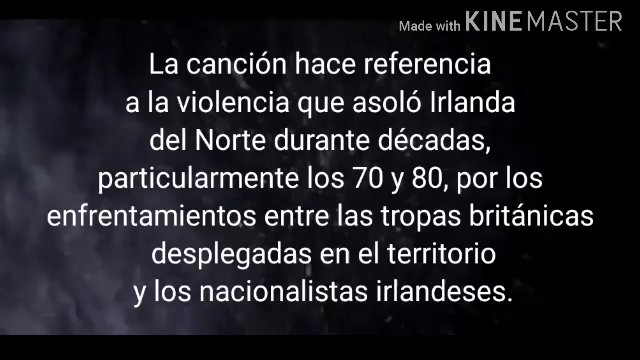 Made with KINEMASTER
La canción hace referencia
a la violencia que asoló Irlanda
del Norte durante décadas,
particularmente los 70 y 80, por los
enfrentamientos entre las tropas británicas
desplegadas en el territorio
y los nacionalistas irlandeses.